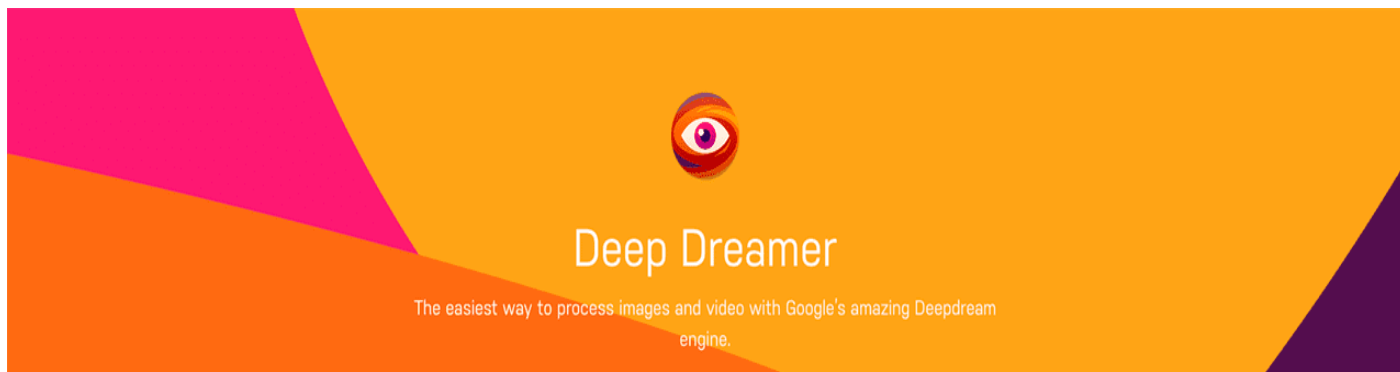 Deep Dreamer
The easiest way to process images and video with Google's amazing Deepdream
engine.